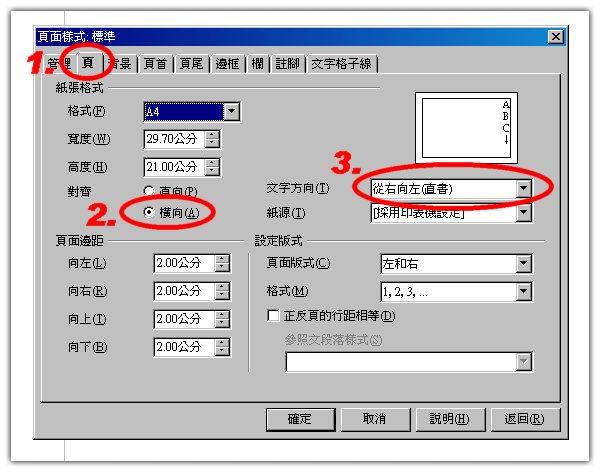 頁面樣式: 標準
1.
管理 頁 背景 頁首 頁尾 邊框 欄 註腳 文字格子線
紙張格式
格式(F) A4
寬度(W) 29.70公分
高度(H) 21.00公分
對齊 直向(P)
2. 橫向(A)
A
B
C
3.
文字方向(I) 從右向左(直書)
紙源(T) [採用印表機設定]
頁面邊距
向左(L) 2.00公分
向右(R) 2.00公分
向上(T) 2.00公分
向下(B) 2.00公分
設定版式
頁面版式(C) 左和右
格式(M) 1, 2, 3, ...
正反頁的行距相等(D)
參照文段落樣式(S)
確定 取消 說明(H) 返回(R)